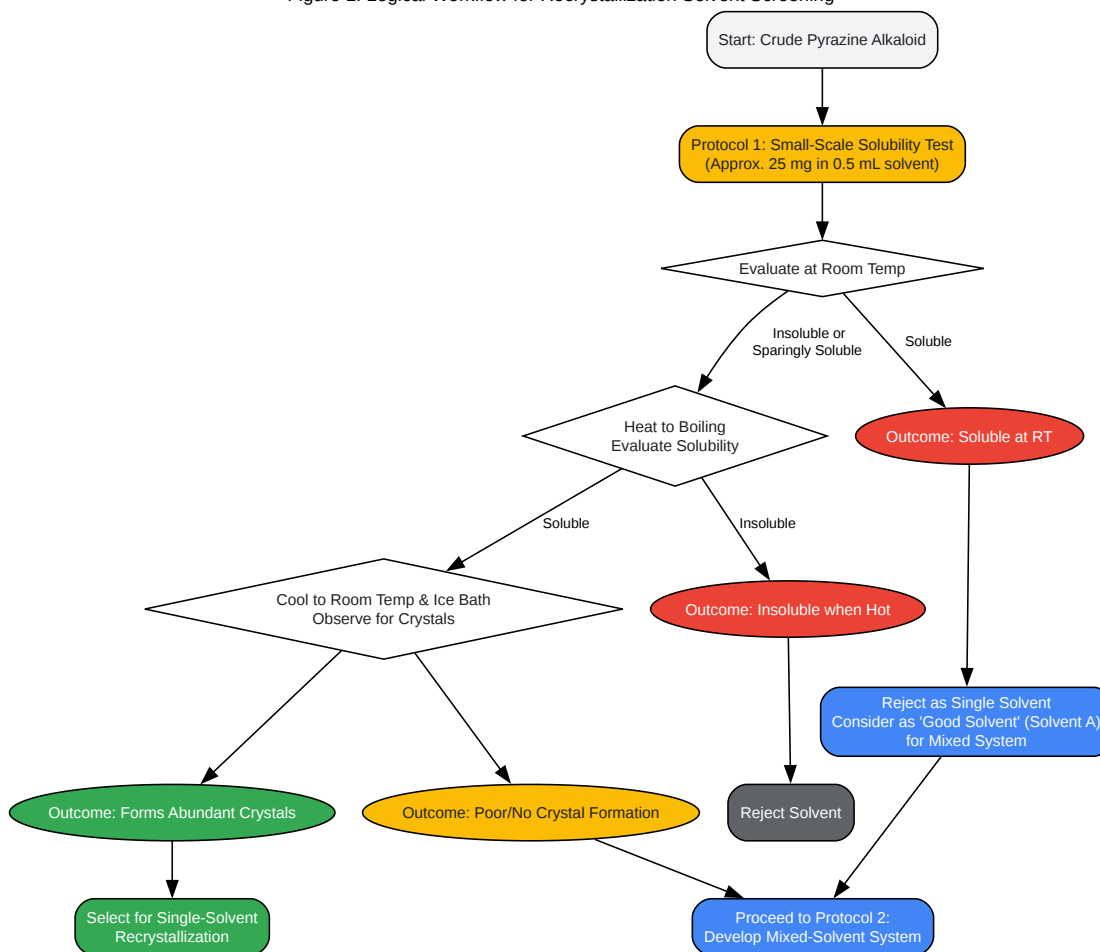 Start: Crude Pyrazine Alkaloid
Protocol 1: Small-Scale Solubility Test
(Approx. 25 mg in 0.5 mL solvent)
Evaluate at Room Temp
Insoluble or
Sparingly Soluble
Soluble
Heat to Boiling
Evaluate Solubility
Outcome: Soluble at RT
Soluble
Insoluble
Cool to Room Temp & Ice Bath
Observe for Crystals
Outcome: Insoluble when Hot
Reject as Single Solvent
Consider as 'Good Solvent' (Solvent A)
for Mixed System
Outcome: Forms Abundant Crystals
Outcome: Poor/No Crystal Formation
Reject Solvent
Select for Single-Solvent
Recrystallization
Proceed to Protocol 2:
Develop Mixed-Solvent System